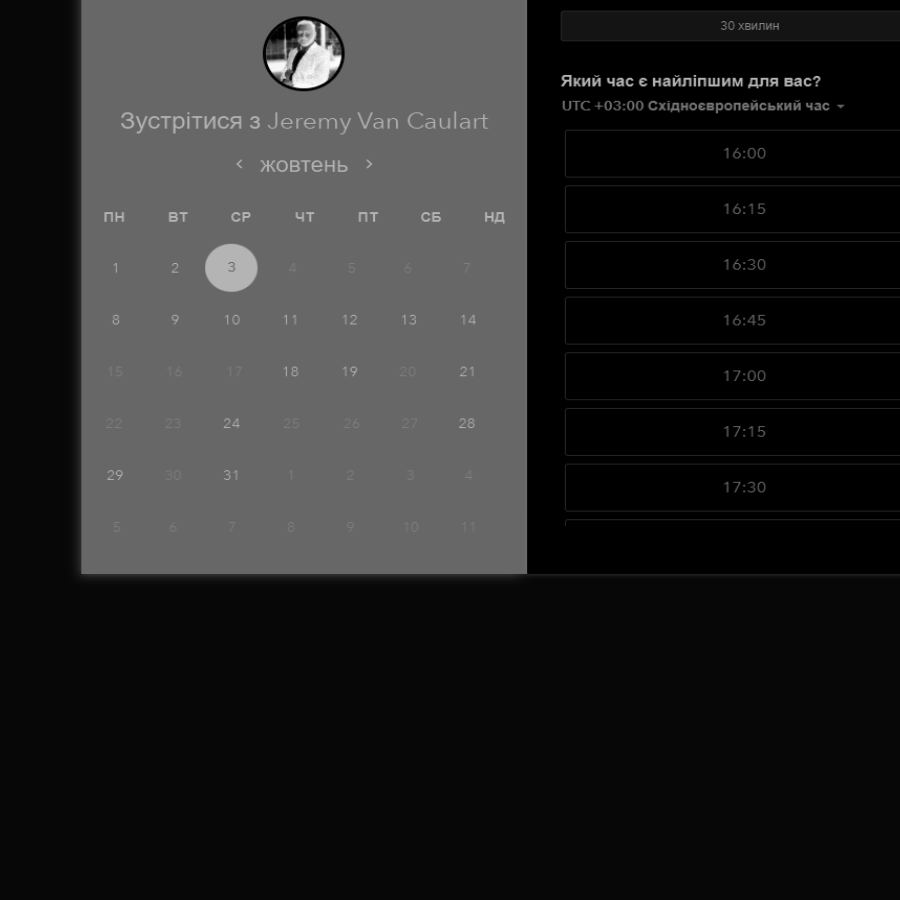 Зустрітися з Jeremy Van Caulart
жовтень
ПН ВТ СР ЧТ ПТ СБ НД
1 2 3 4 5 6 7
8 9 10 11 12 13 14
15 16 17 18 19 20 21
22 23 24 25 26 27 28
29 30 31 1 2 3 4
5 6 7 8 9 10 11
30 хвилин
Який час є найліпшим для вас?
UTC +03:00 Східноєвропейський час
16:00
16:15
16:30
16:45
17:00
17:15
17:30